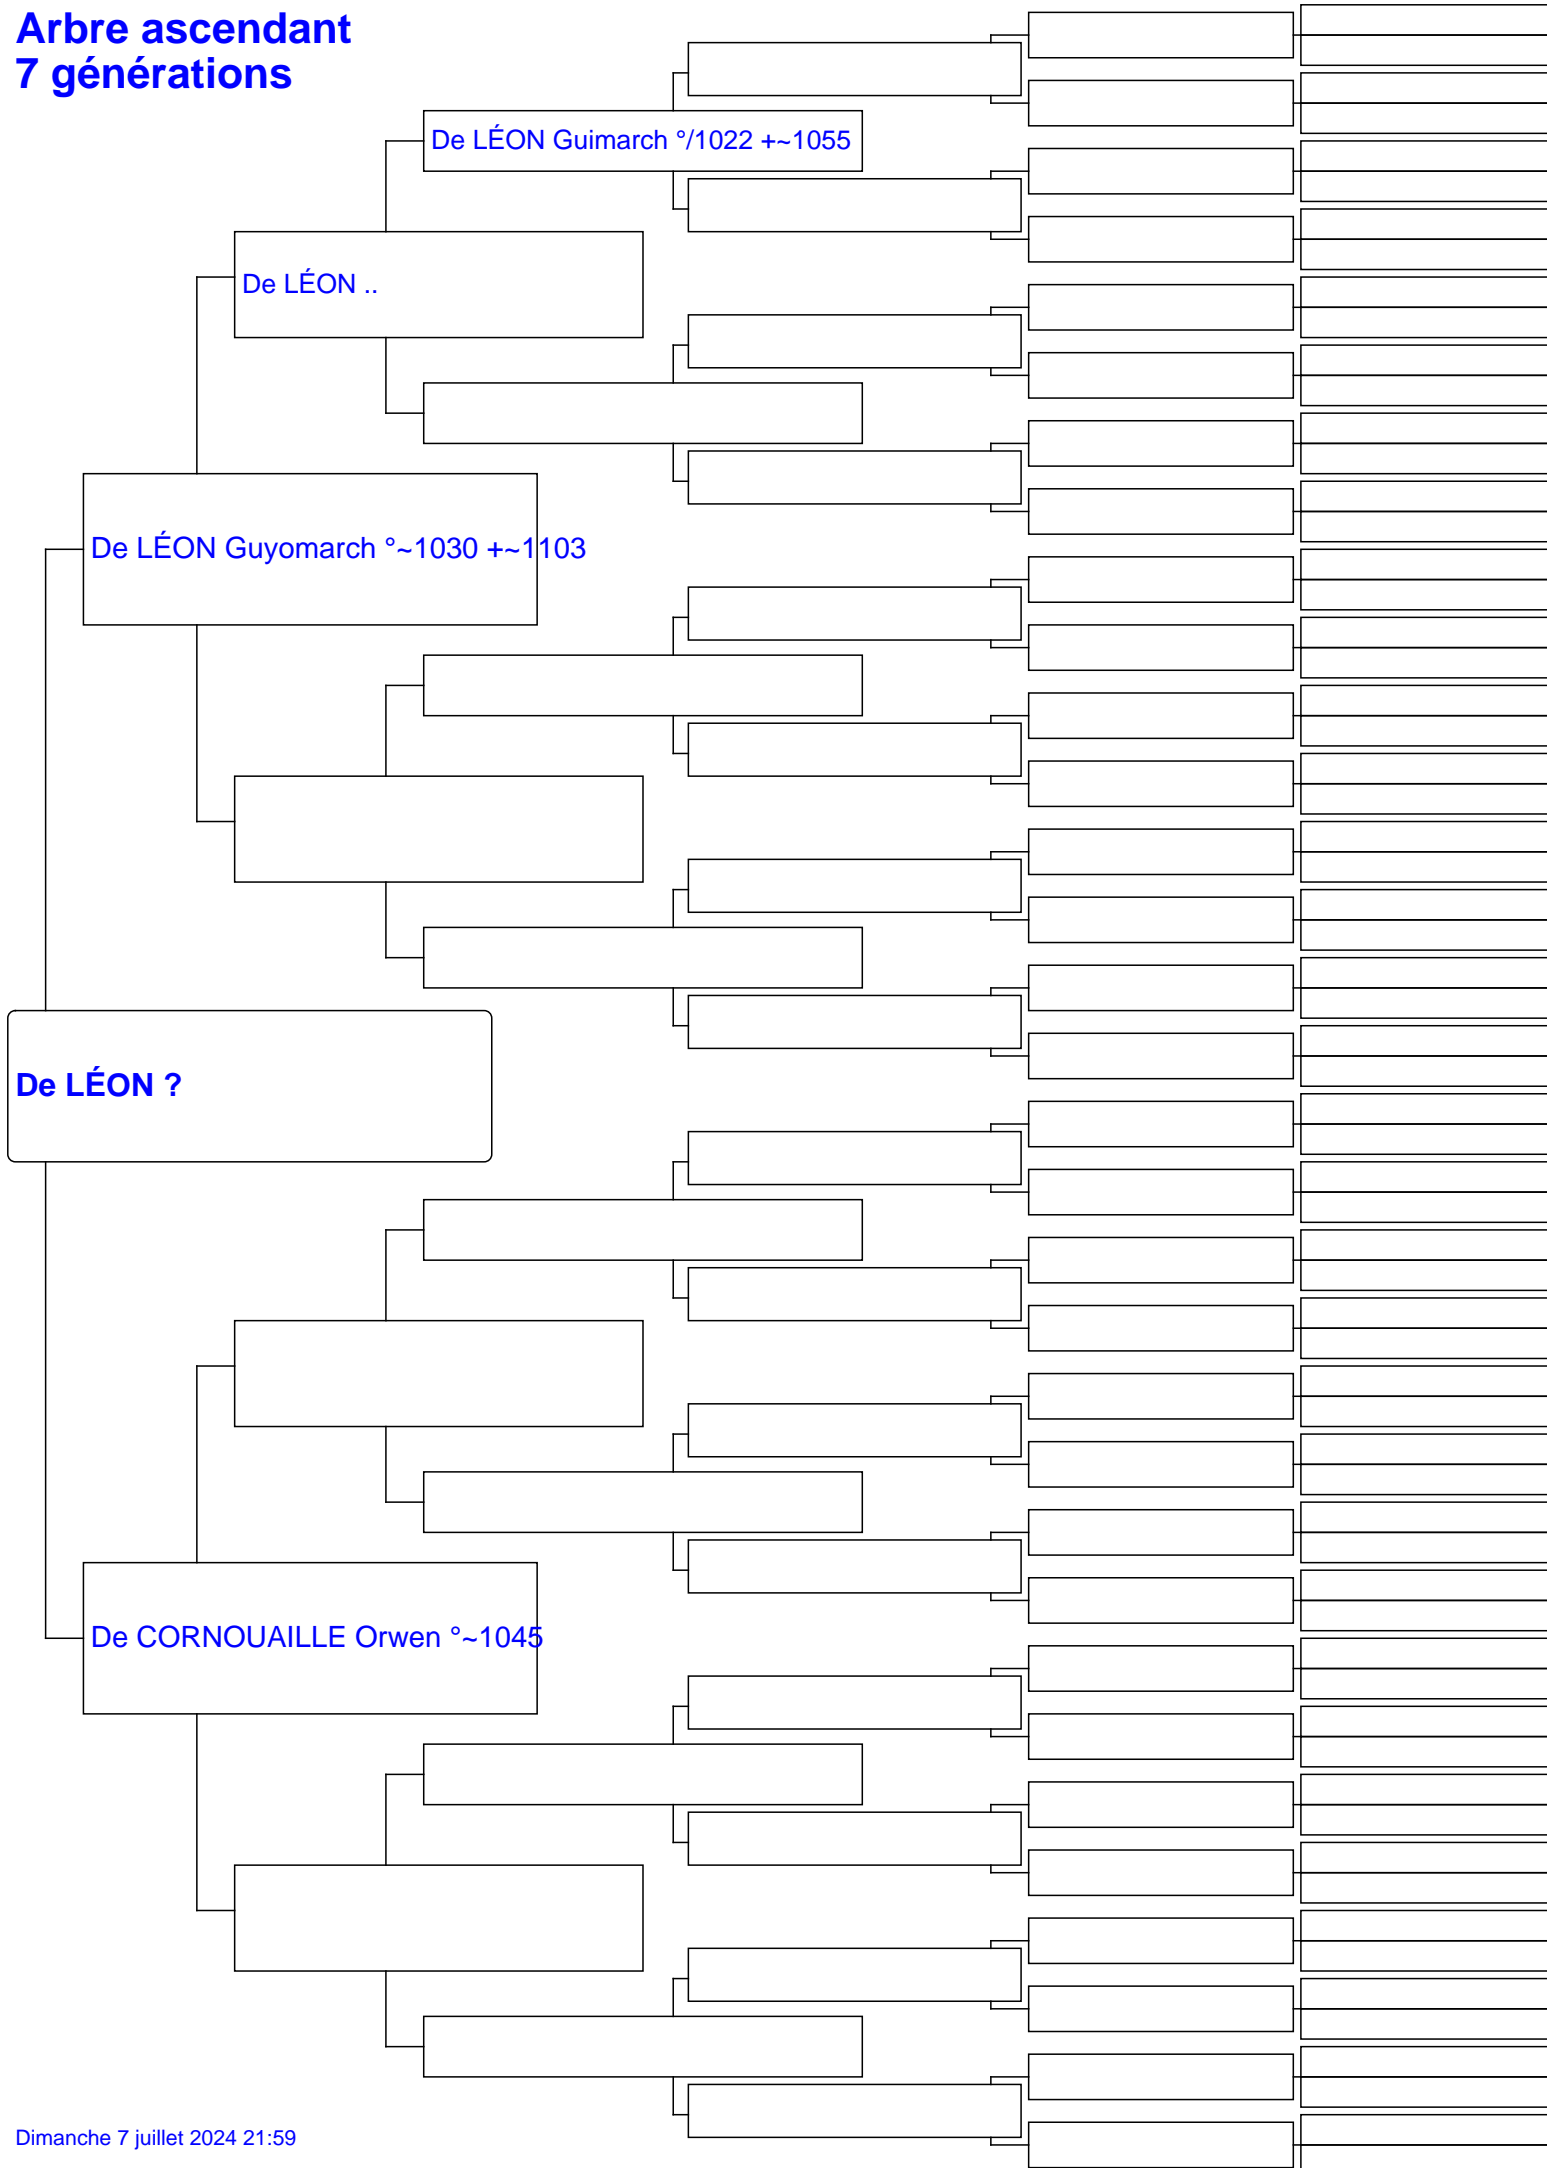 Arbre ascendant
7 générations
De LÉON Guimarch °/1022 +~1055
De LÉON ..
De LÉON Guyomarch °~1030 +~1103
De LÉON ?
De CORNOUAILLE Orwen °~1045
Dimanche 7 juillet 2024 21:59